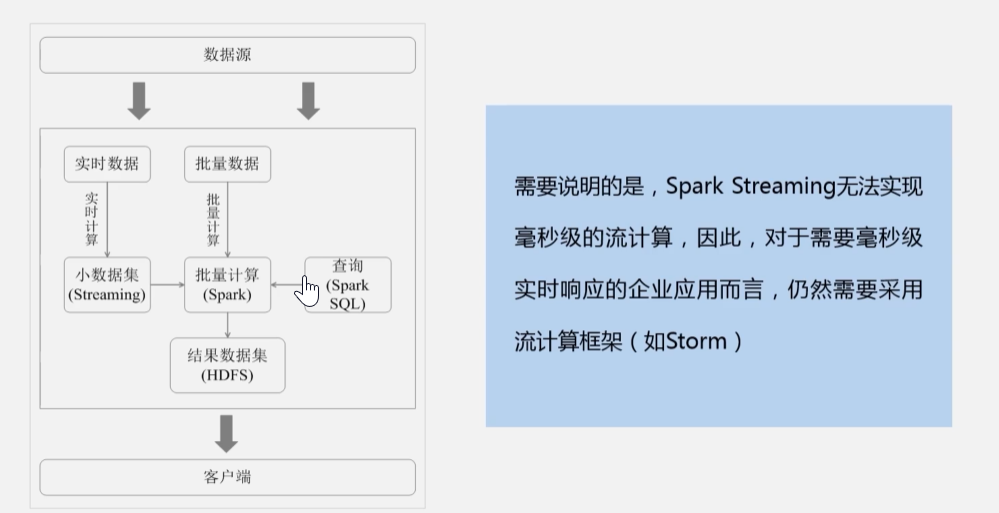 数据源
实时数据
批量数据
实时计算
批量计算
小数据集
(Streaming)
批量计算
(Spark)
查询
(Spark
SQL)
结果数据集
(HDFS)
客户端
需要说明的是，Spark Streaming无法实现
毫秒级的流计算，因此，对于需要毫秒级
实时响应的企业应用而言，仍然需要采用
流计算框架（如Storm）